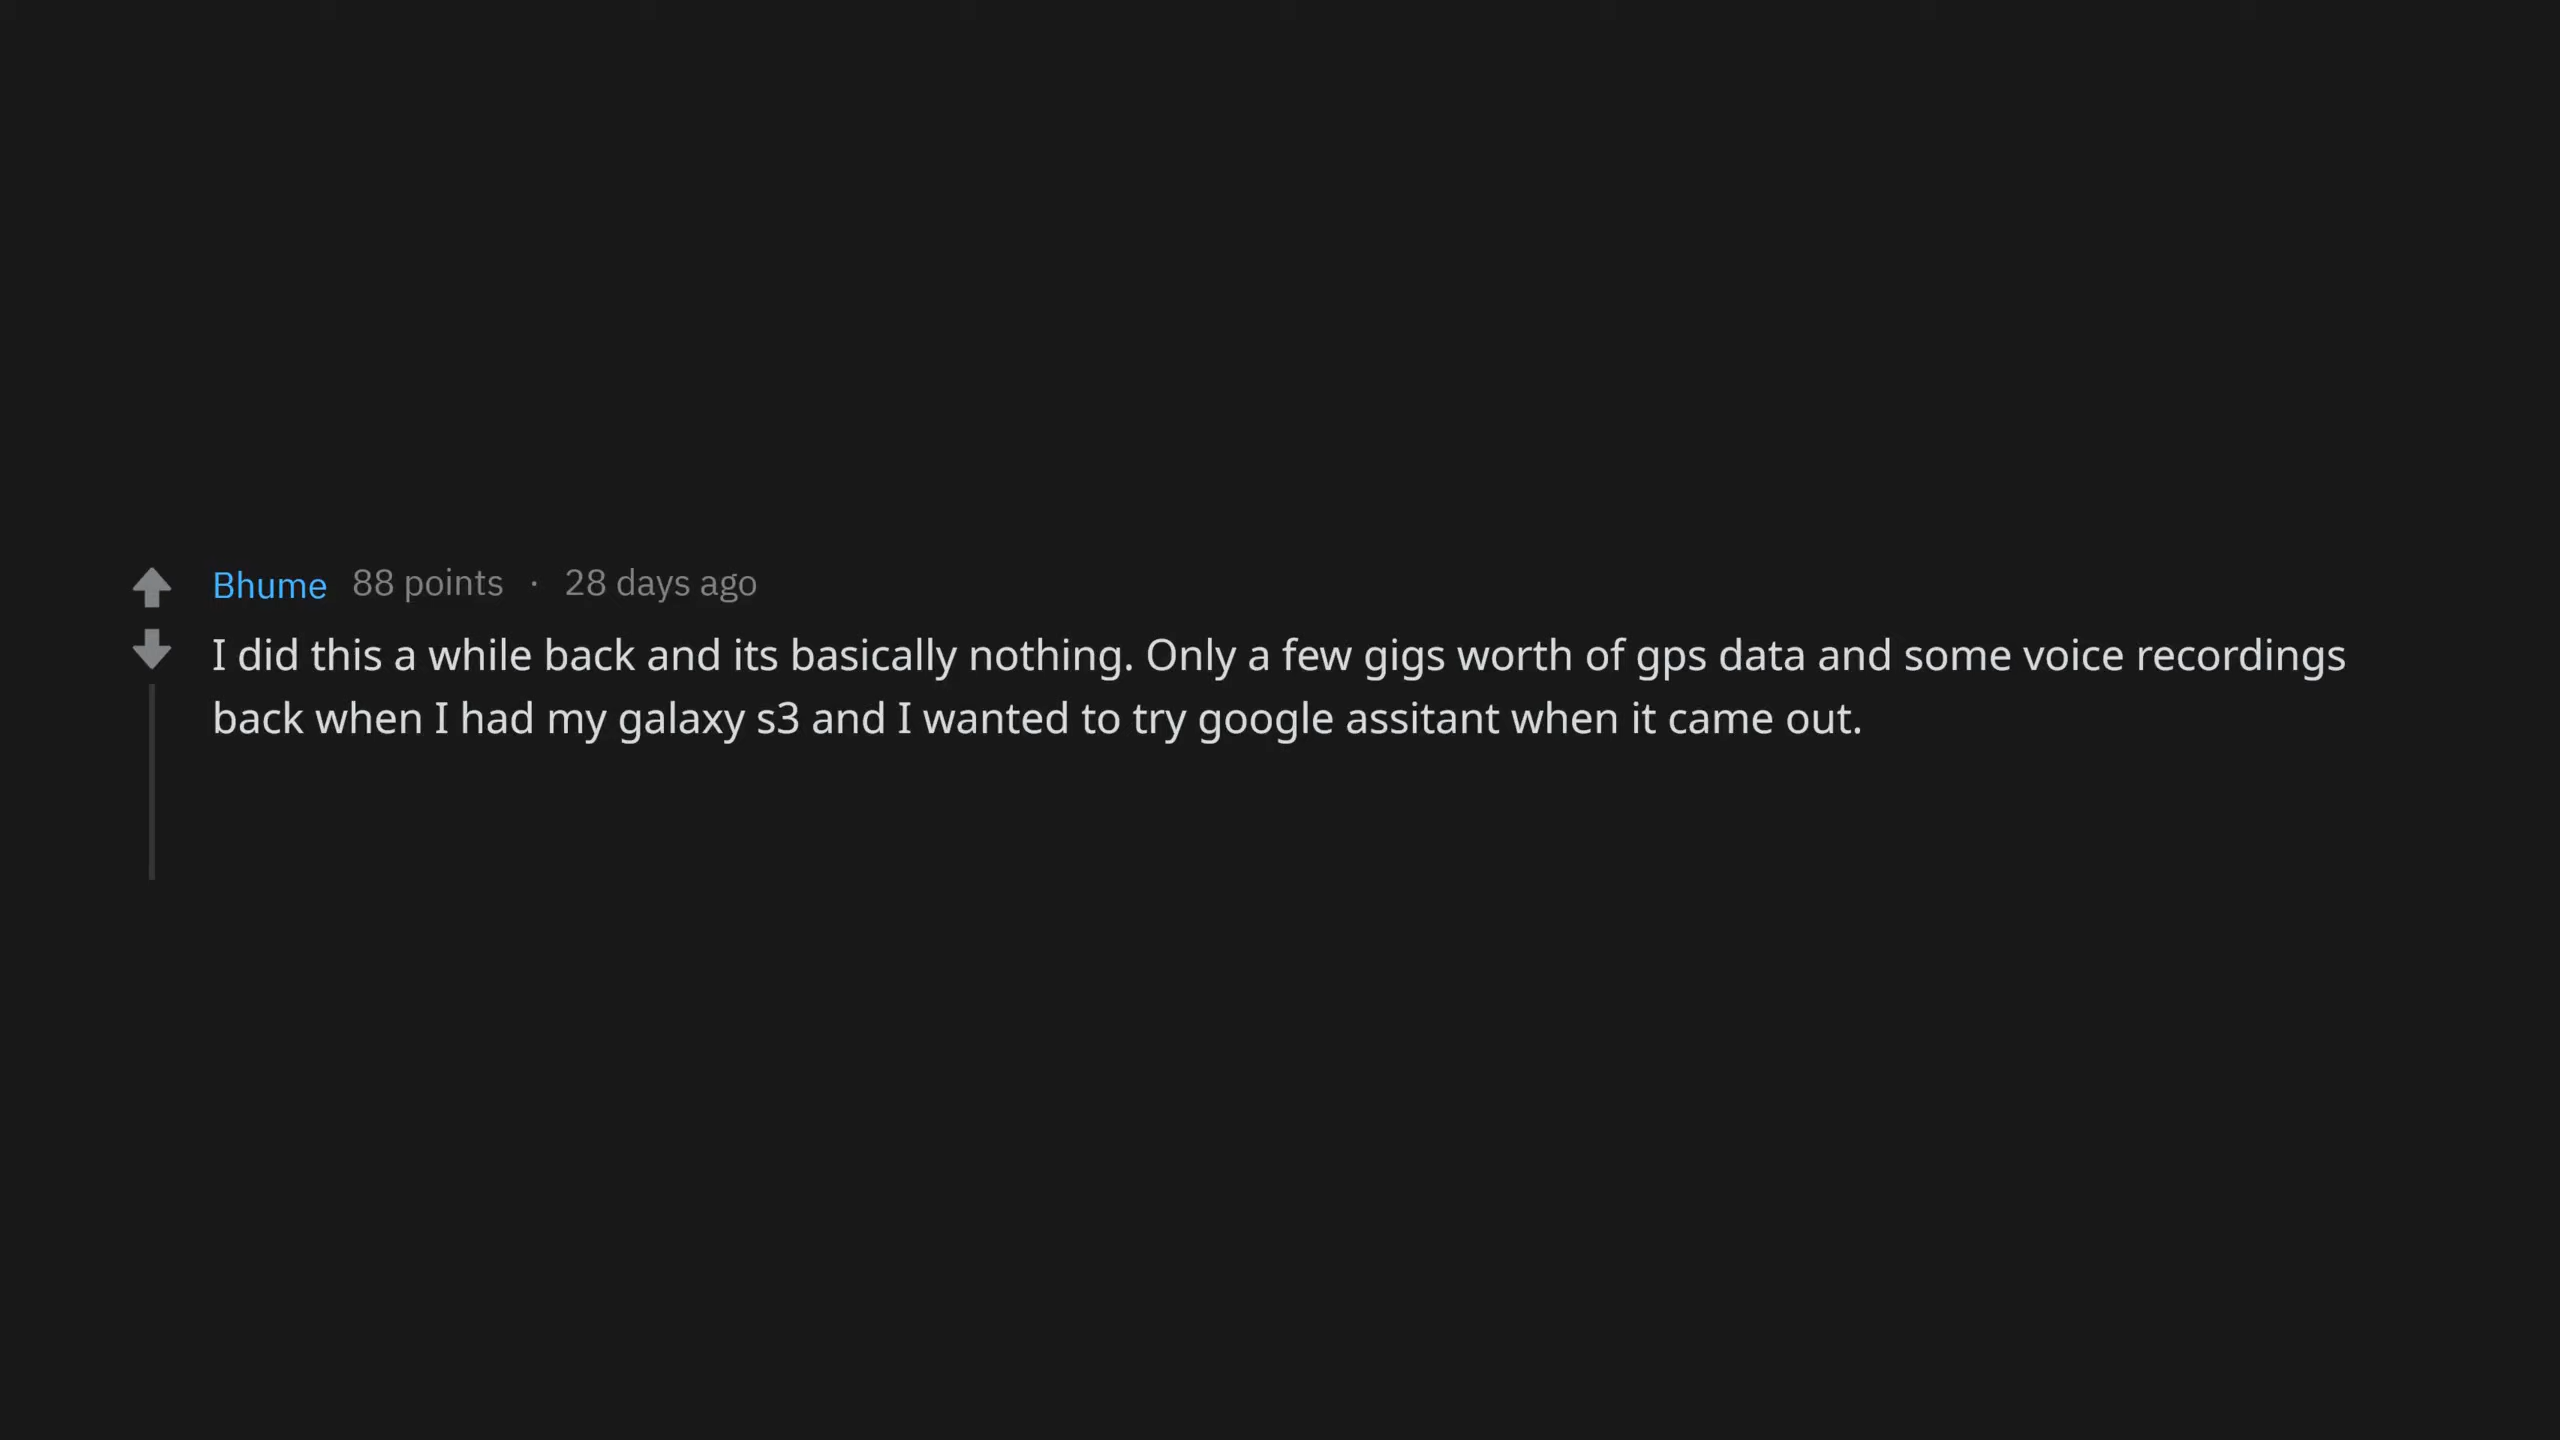 Bhume 88 points · 28 days ago
I did this a while back and its basically nothing. Only a few gigs worth of gps data and some voice recordings
back when I had my galaxy s3 and I wanted to try google assitant when it came out.